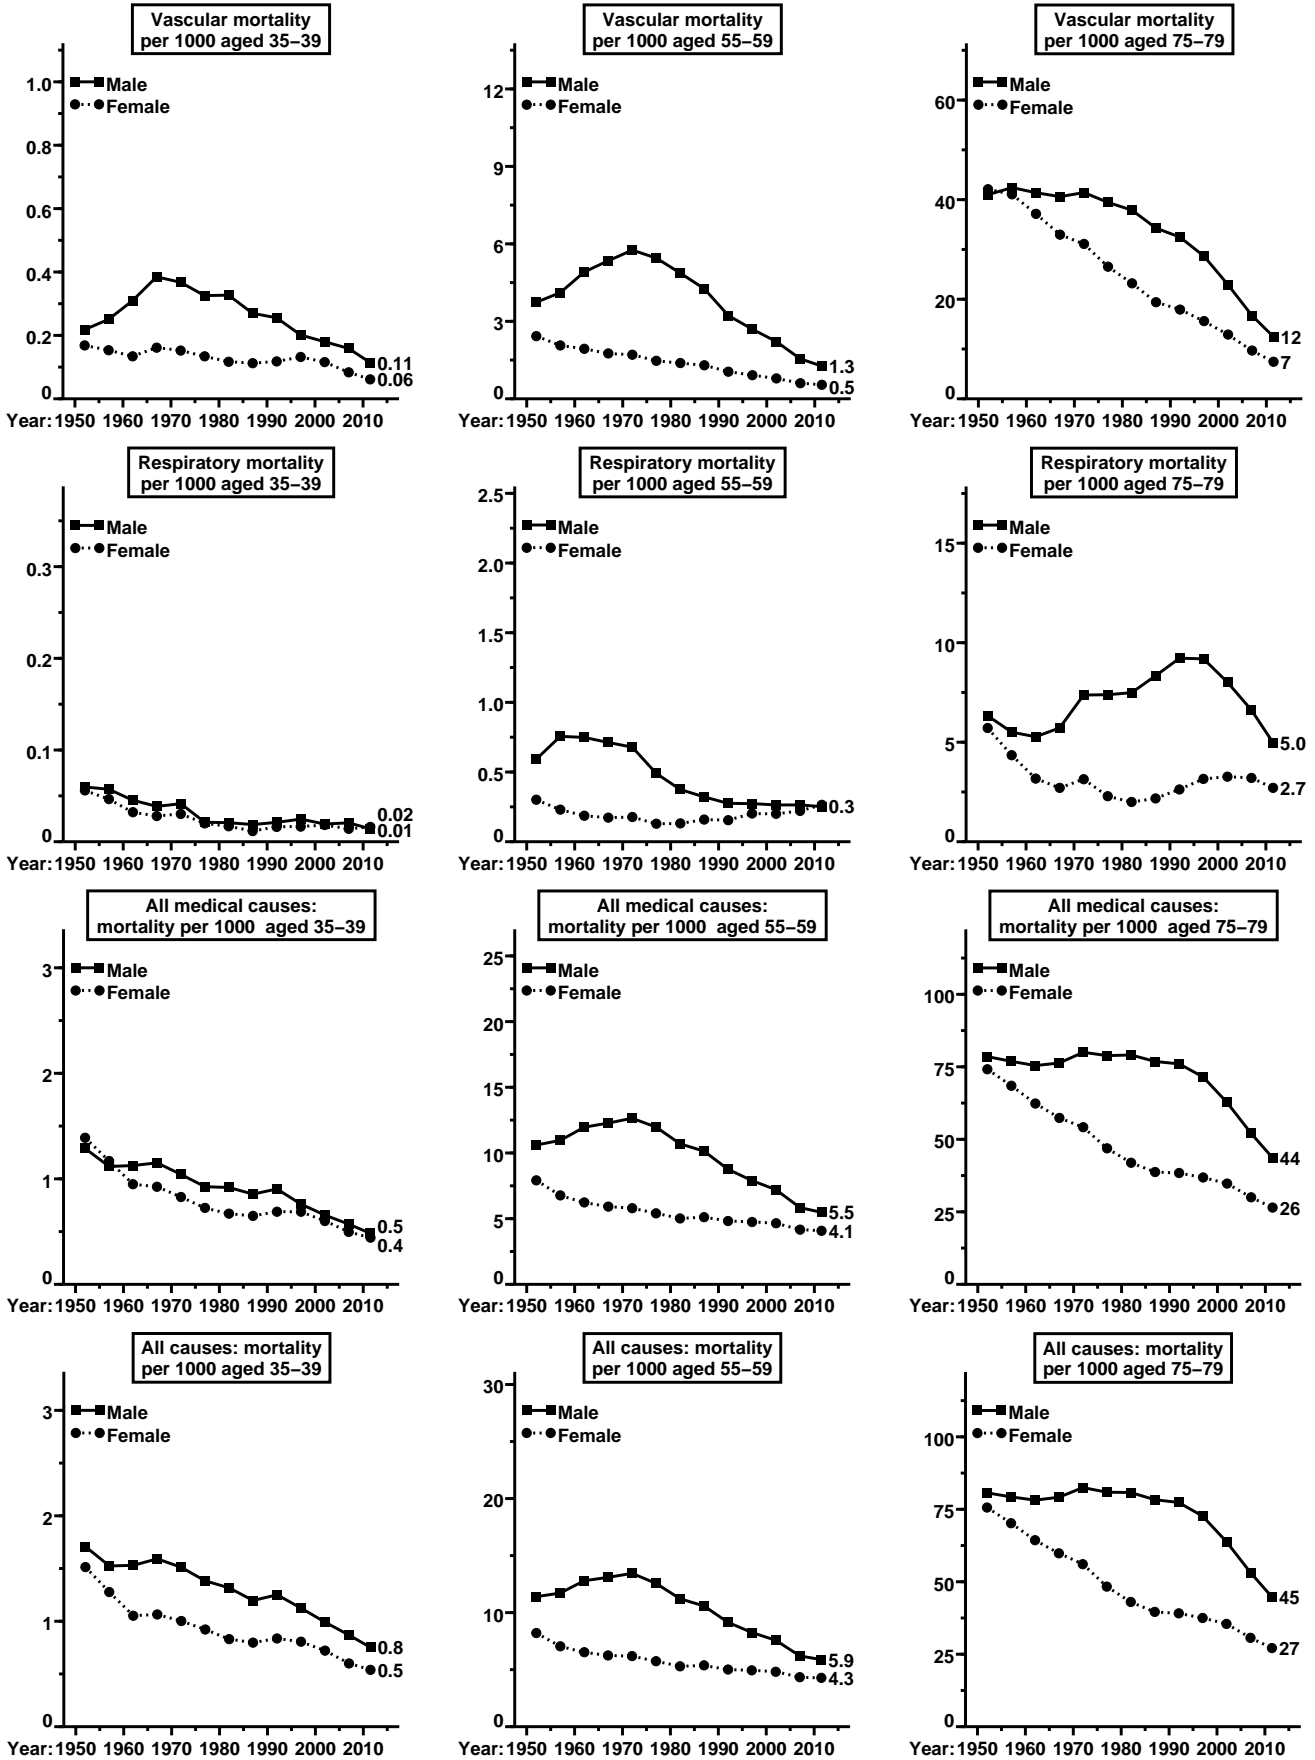 Vascular mortality
per 1000 aged 35–39
1.0
0.8
0.6
0.4
0.2
0
Male
Female
0.11
0.06
Year: 1950 1960 1970 1980 1990 2000 2010
Vascular mortality
per 1000 aged 55–59
12
9
6
3
0
Male
Female
1.3
0.5
Year: 1950 1960 1970 1980 1990 2000 2010
Vascular mortality
per 1000 aged 75–79
60
40
20
0
Male
Female
12
7
Year: 1950 1960 1970 1980 1990 2000 2010
Respiratory mortality
per 1000 aged 35–39
0.3
0.2
0.1
0
Male
Female
0.02
0.01
Year: 1950 1960 1970 1980 1990 2000 2010
Respiratory mortality
per 1000 aged 55–59
2.5
2.0
1.5
1.0
0.5
0
Male
Female
0.3
Year: 1950 1960 1970 1980 1990 2000 2010
Respiratory mortality
per 1000 aged 75–79
15
10
5
0
Male
Female
5.0
2.7
Year: 1950 1960 1970 1980 1990 2000 2010
All medical causes:
mortality per 1000 aged 35–39
3
2
1
0
Male
Female
0.5
0.4
Year: 1950 1960 1970 1980 1990 2000 2010
All medical causes:
mortality per 1000 aged 55–59
25
20
15
10
5
0
Male
Female
5.5
4.1
Year: 1950 1960 1970 1980 1990 2000 2010
All medical causes:
mortality per 1000 aged 75–79
100
75
50
25
0
Male
Female
44
26
Year: 1950 1960 1970 1980 1990 2000 2010
All causes: mortality
per 1000 aged 35–39
3
2
1
0
Male
Female
0.8
0.5
Year: 1950 1960 1970 1980 1990 2000 2010
All causes: mortality
per 1000 aged 55–59
30
20
10
0
Male
Female
5.9
4.3
Year: 1950 1960 1970 1980 1990 2000 2010
All causes: mortality
per 1000 aged 75–79
100
75
50
25
0
Male
Female
45
27
Year: 1950 1960 1970 1980 1990 2000 2010